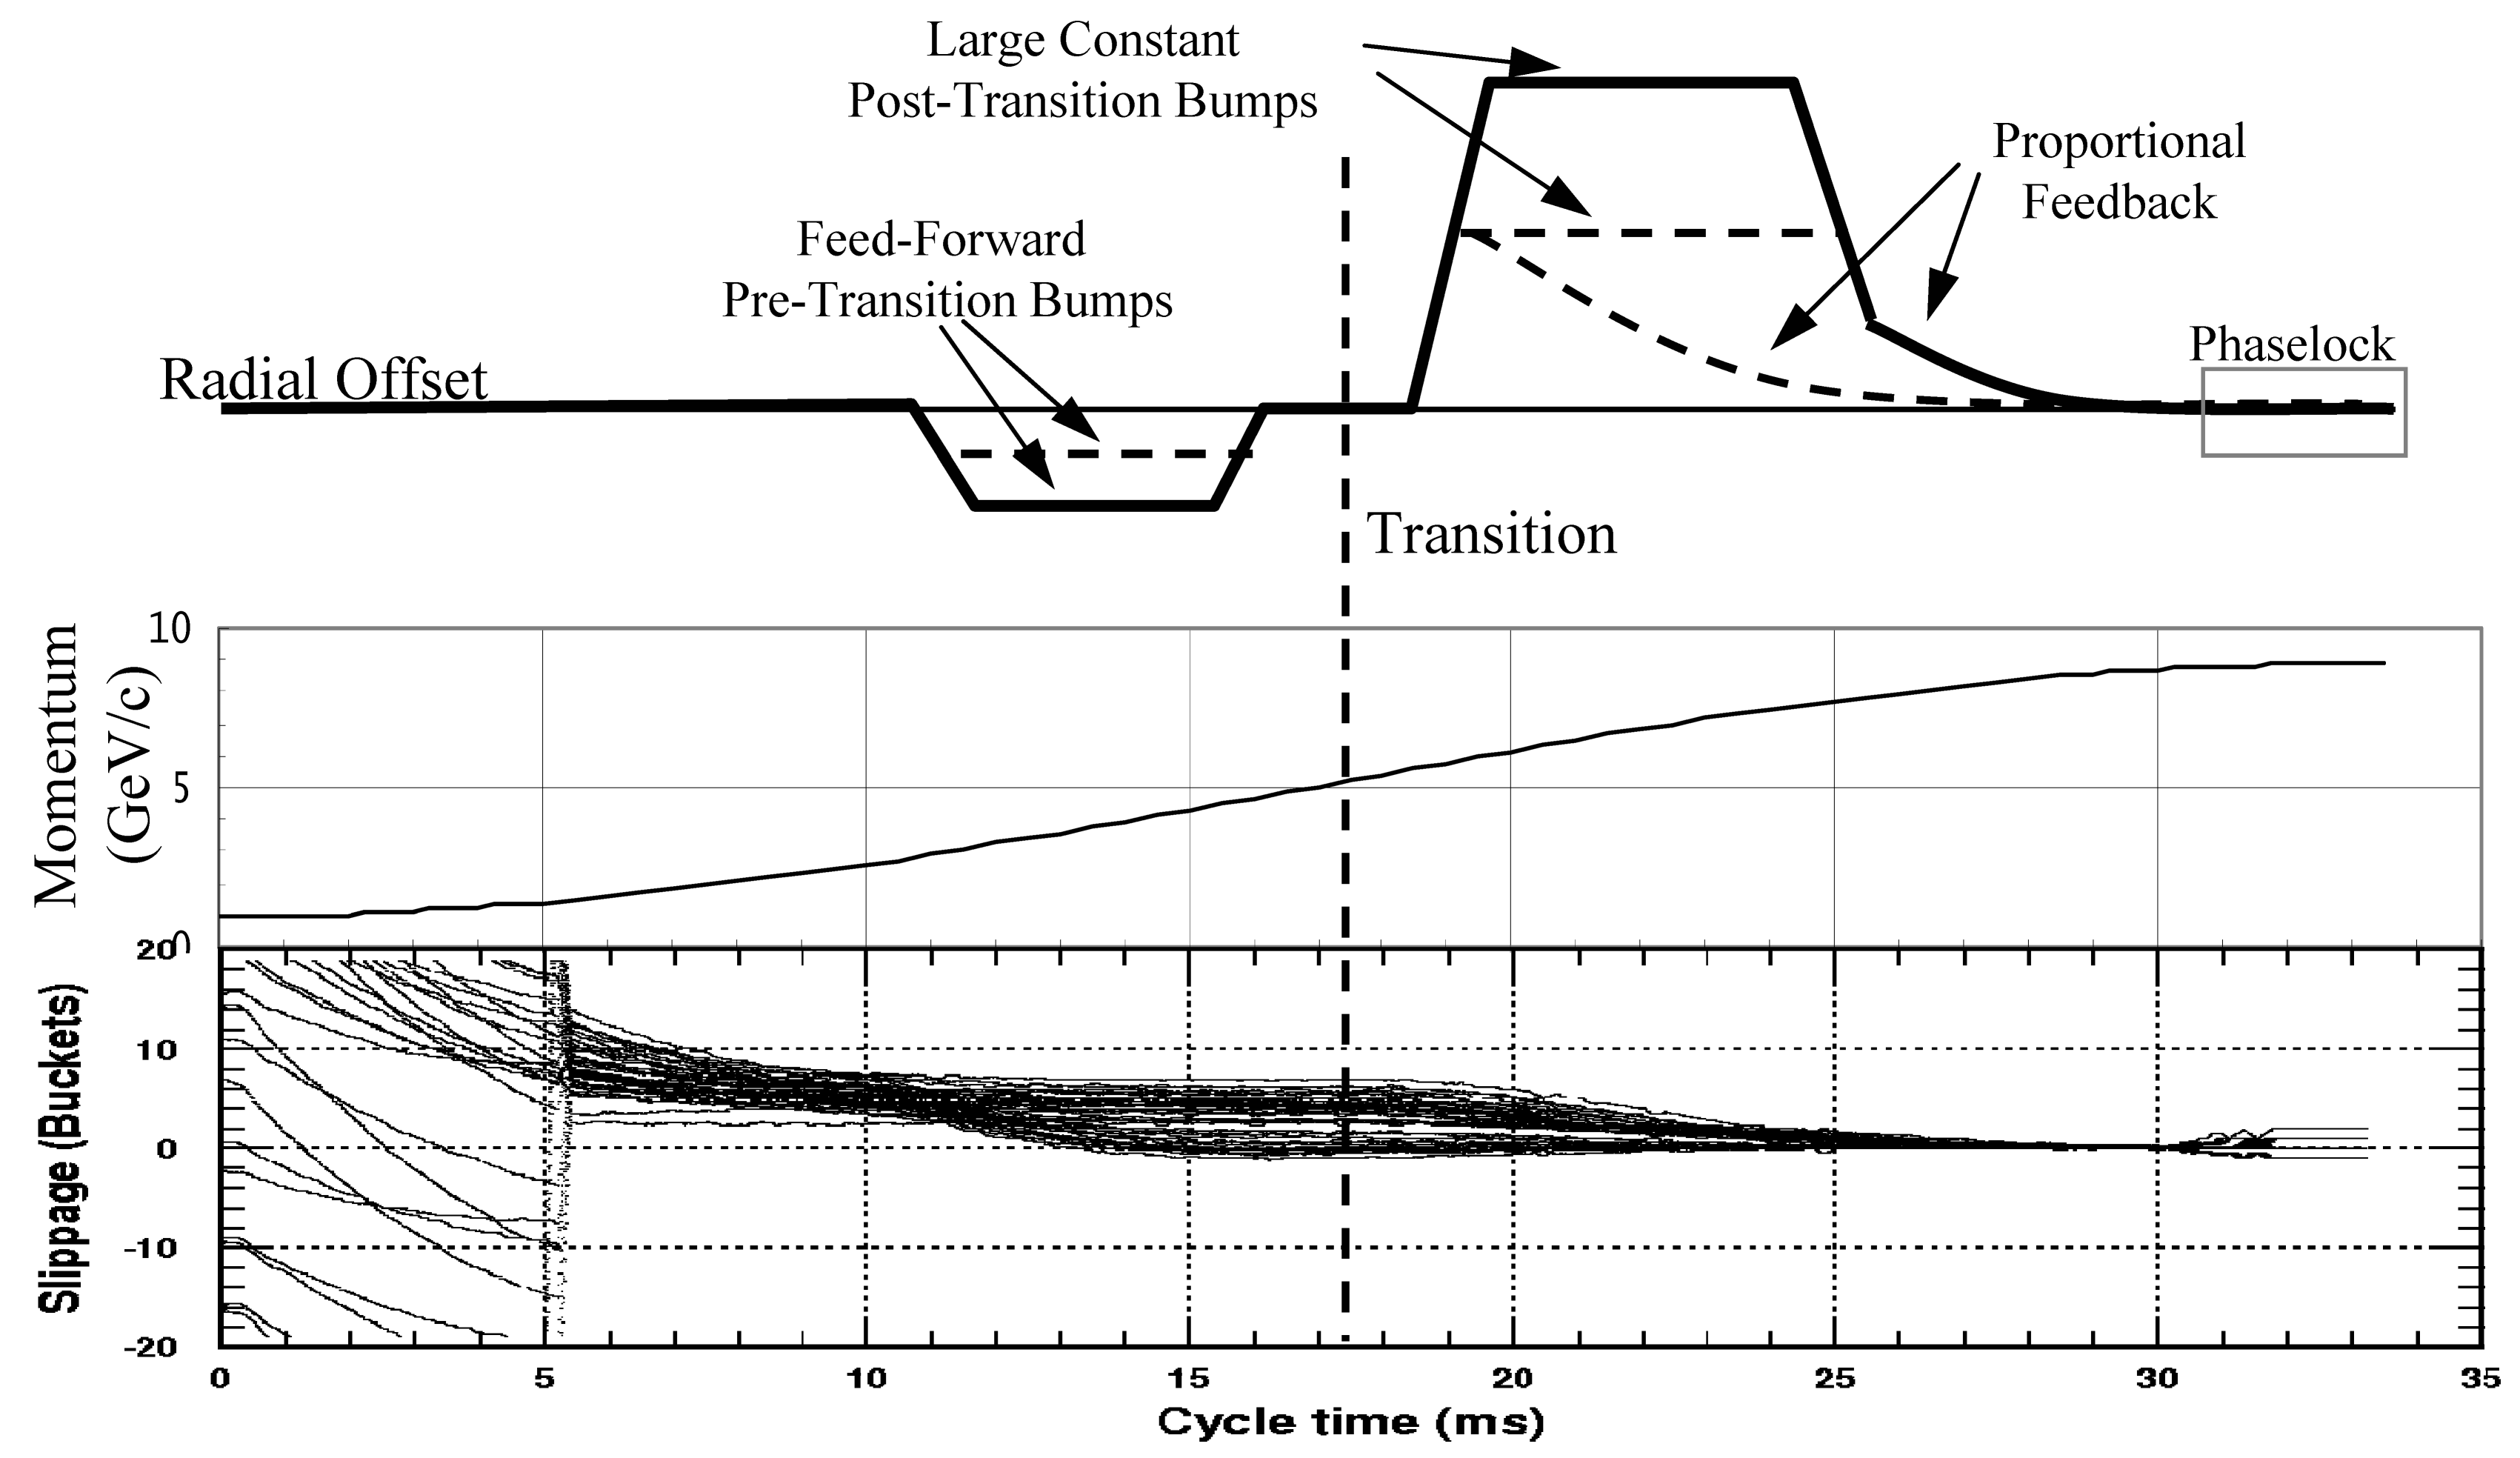 Large Constant
Post-Transition Bumps
Proportional
Feedback
Feed-Forward
Pre-Transition Bumps
Radial Offset
Phaselock
Transition
Momentum
(GeV/c)
10
5
0
Slippage (Buckets)
20
10
0
-10
-20
0 5 10 15 20 25 30 35
Cycle time (ms)